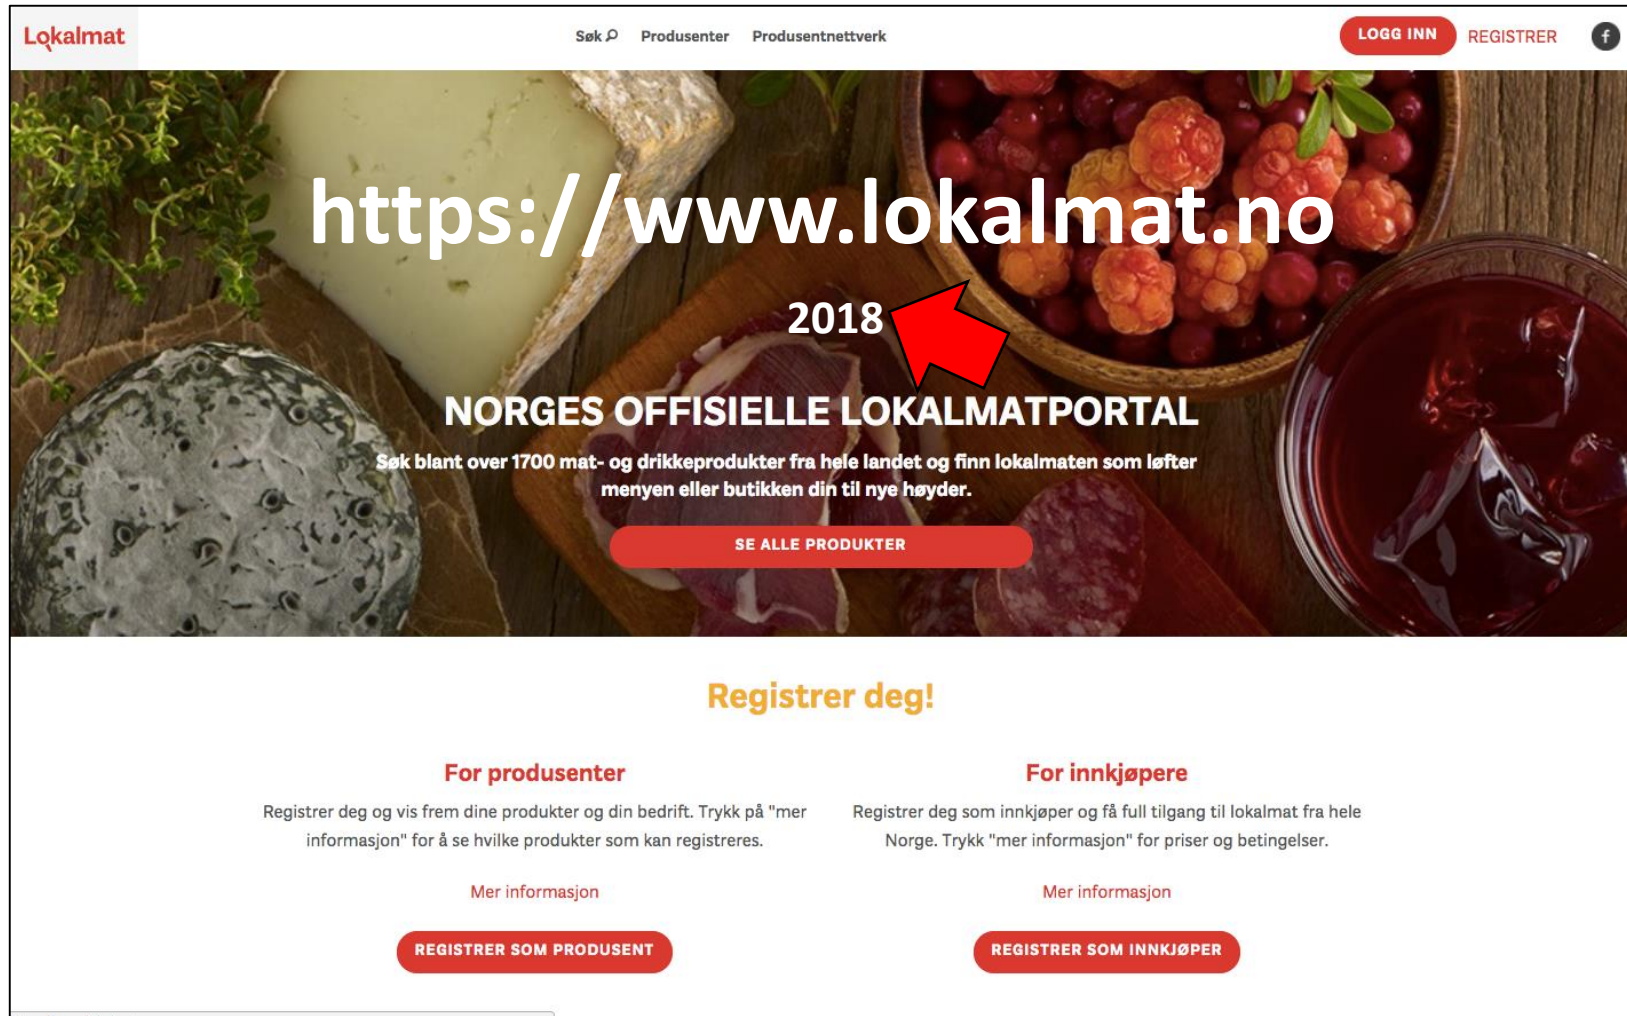 Lokalmat
Søk Produsenter Produsentnettverk
LOGG INN REGISTRER f
https://www.lokalmat.no
2018
NORGES OFFISIELLE LOKALMATPORTAL
Søk blant over 1700 mat- og drikkeprodukter fra hele landet og finn lokalmaten som løfter
menyen eller butikken din til nye høyder.
SE ALLE PRODUKTER
Registrer deg!
For produsenter
Registrer deg og vis frem dine produkter og din bedrift. Trykk på "mer
informasjon" for å se hvilke produkter som kan registreres.
Mer informasjon
REGISTRER SOM PRODUSENT
For innkjøpere
Registrer deg som innkjøper og få full tilgang til lokalmat fra hele
Norge. Trykk "mer informasjon" for priser og betingelser.
Mer informasjon
REGISTRER SOM INNKJØPER